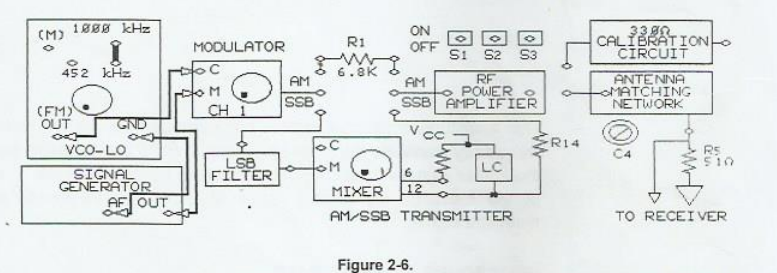 (M)
1000 kHz
452 kHz
(FM)
OUT
GND
VCO-LO
SIGNAL
GENERATOR
AF OUT
MODULATOR
C
M
CH 1
AM
SSB
LSB
FILTER
R1
6.8K
C
M
MIXER
6
12
VCC
LC
R14
AM/SSB TRANSMITTER
ON
OFF
S1
S2
S3
AM
SSB
RF
POWER
AMPLIFIER
330Ω
CALIBRATION
CIRCUIT
ANTENNA
MATCHING
NETWORK
C4
R5
51Ω
TO RECEIVER
Figure 2-6.